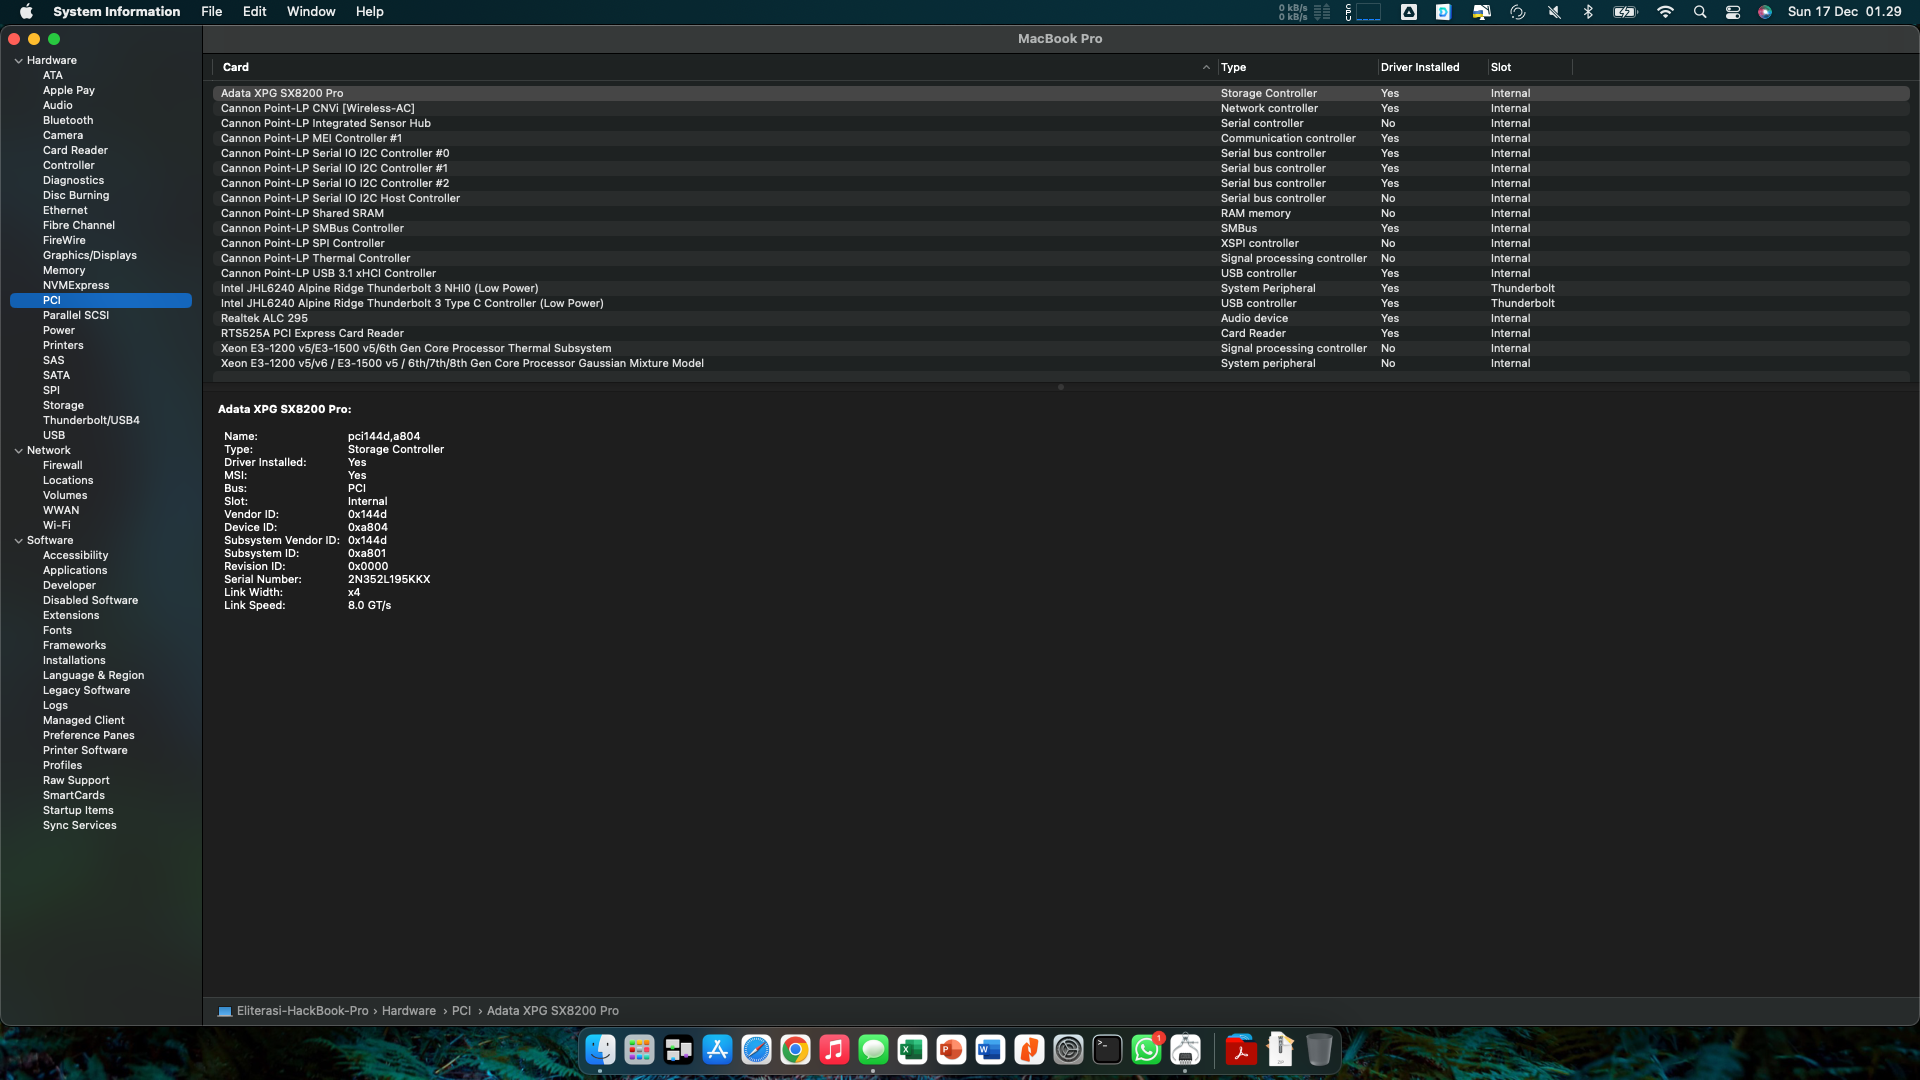 System Information File Edit Window Help 0 kB/s 0 kB/s CPU Sun 17 Dec 01.29
MacBook Pro
Hardware
ATA
Apple Pay
Audio
Bluetooth
Camera
Card Reader
Controller
Diagnostics
Disc Burning
Ethernet
Fibre Channel
FireWire
Graphics/Displays
Memory
NVMExpress
PCI
Parallel SCSI
Power
Printers
SAS
SATA
SPI
Storage
Thunderbolt/USB4
USB
Network
Firewall
Locations
Volumes
WWAN
Wi-Fi
Software
Accessibility
Applications
Developer
Disabled Software
Extensions
Fonts
Frameworks
Installations
Language & Region
Legacy Software
Logs
Managed Client
Preference Panes
Printer Software
Profiles
Raw Support
SmartCards
Startup Items
Sync Services
Card Type Driver Installed Slot
Adata XPG SX8200 Pro Storage Controller Yes Internal
Cannon Point-LP CNVi [Wireless-AC] Network controller Yes Internal
Cannon Point-LP Integrated Sensor Hub Serial controller No Internal
Cannon Point-LP MEI Controller #1 Communication controller Yes Internal
Cannon Point-LP Serial IO I2C Controller #0 Serial bus controller Yes Internal
Cannon Point-LP Serial IO I2C Controller #1 Serial bus controller Yes Internal
Cannon Point-LP Serial IO I2C Controller #2 Serial bus controller Yes Internal
Cannon Point-LP Serial IO I2C Host Controller Serial bus controller No Internal
Cannon Point-LP Shared SRAM RAM memory No Internal
Cannon Point-LP SMBus Controller SMBus Yes Internal
Cannon Point-LP SPI Controller XSPI controller No Internal
Cannon Point-LP Thermal Controller Signal processing controller No Internal
Cannon Point-LP USB 3.1 xHCI Controller USB controller Yes Internal
Intel JHL6240 Alpine Ridge Thunderbolt 3 NHI0 (Low Power) System Peripheral Yes Thunderbolt
Intel JHL6240 Alpine Ridge Thunderbolt 3 Type C Controller (Low Power) USB controller Yes Thunderbolt
Realtek ALC 295 Audio device Yes Internal
RTS525A PCI Express Card Reader Card Reader Yes Internal
Xeon E3-1200 v5/E3-1500 v5/6th Gen Core Processor Thermal Subsystem Signal processing controller No Internal
Xeon E3-1200 v5/v6 / E3-1500 v5 / 6th/7th/8th Gen Core Processor Gaussian Mixture Model System peripheral No Internal
Adata XPG SX8200 Pro:
Name: pci144d,a804
Type: Storage Controller
Driver Installed: Yes
MSI: Yes
Bus: PCI
Slot: Internal
Vendor ID: 0x144d
Device ID: 0xa804
Subsystem Vendor ID: 0x144d
Subsystem ID: 0xa801
Revision ID: 0x0000
Serial Number: 2N352L195KKX
Link Width: x4
Link Speed: 8.0 GT/s
Eliterasi-HackBook-Pro › Hardware › PCI › Adata XPG SX8200 Pro
1